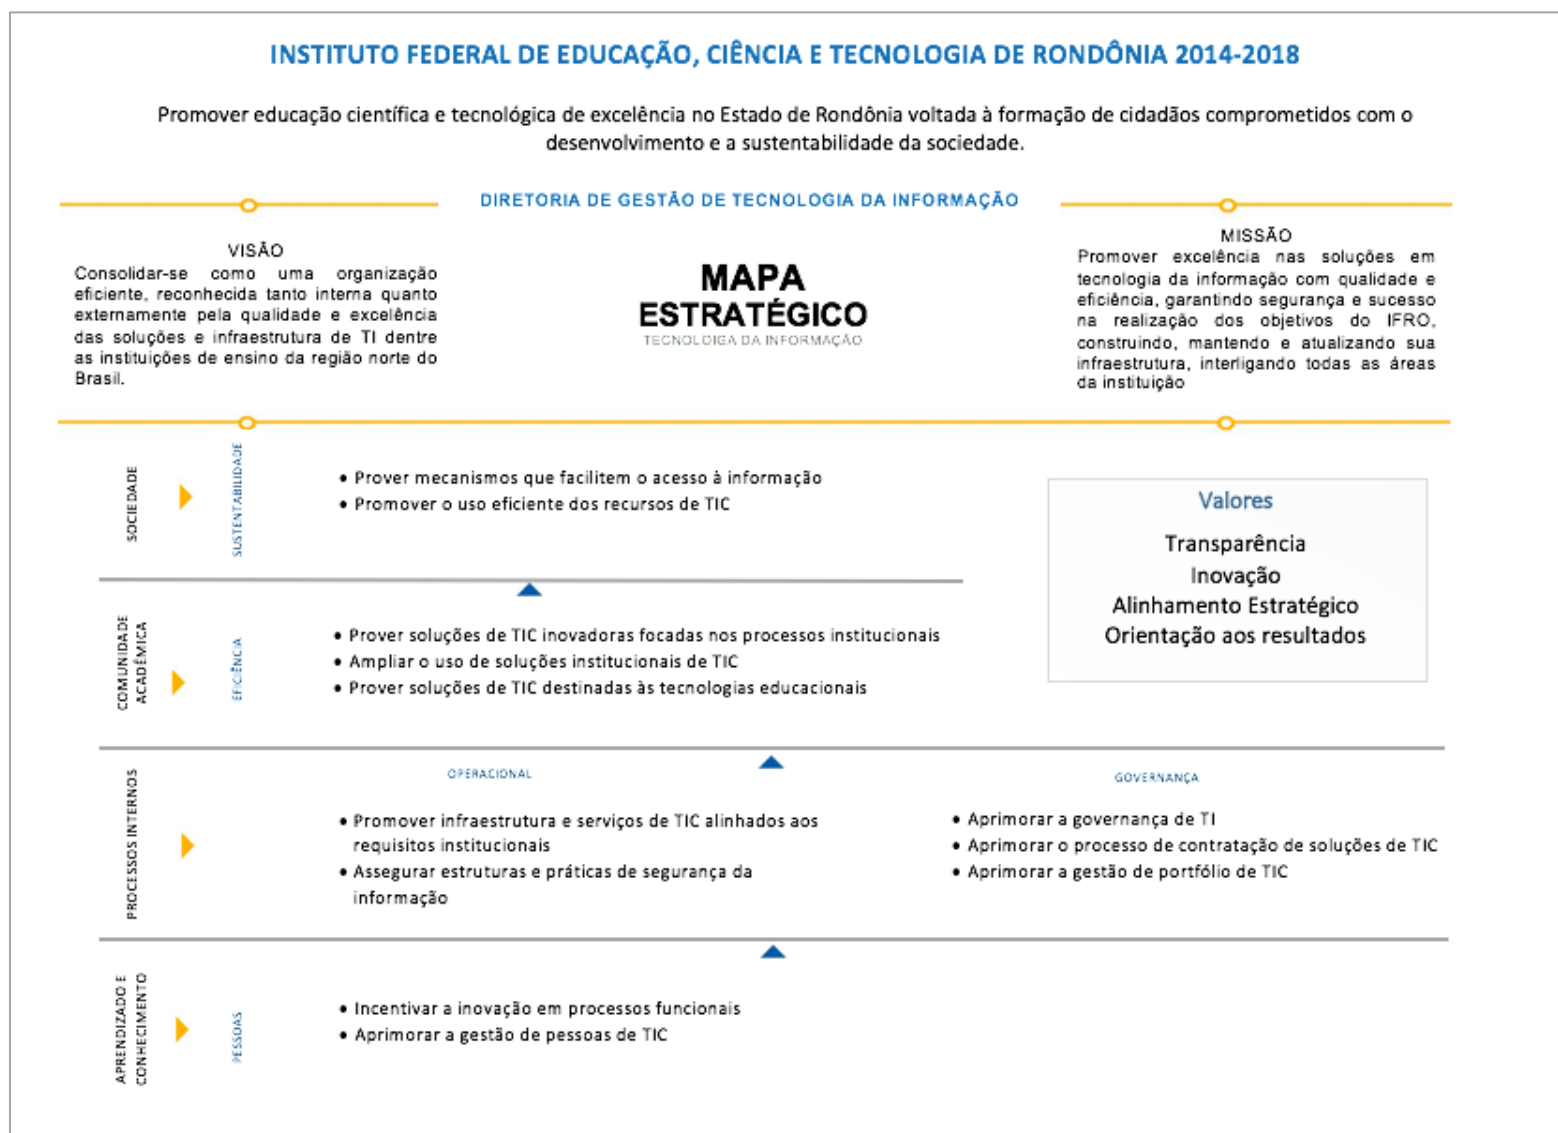 INSTITUTO FEDERAL DE EDUCAÇÃO, CIÊNCIA E TECNOLOGIA DE RONDÔNIA 2014-2018
Promover educação científica e tecnológica de excelência no Estado de Rondônia voltada à formação de cidadãos comprometidos com o
desenvolvimento e a sustentabilidade da sociedade.
DIRETORIA DE GESTÃO DE TECNOLOGIA DA INFORMAÇÃO
VISÃO
Consolidar-se como uma organização
eficiente, reconhecida tanto interna quanto
externamente pela qualidade e excelência
das soluções e infraestrutura de TI dentre
as instituições de ensino da região norte do
Brasil.
MAPA
ESTRATÉGICO
TECNOLOIGA DA INFORMAÇÃO
MISSÃO
Promover excelência nas soluções em
tecnologia da informação com qualidade e
eficiência, garantindo segurança e sucesso
na realização dos objetivos do IFRO,
construindo, mantendo e atualizando sua
infraestrutura, interligando todas as áreas
da instituição
SOCIEDADE
SUSTENTABILIDADE
• Prover mecanismos que facilitem o acesso à informação
• Promover o uso eficiente dos recursos de TIC
Valores
Transparência
Inovação
Alinhamento Estratégico
Orientação aos resultados
COMUNIDADE
ACADÊMICA
EFICIÊNCIA
• Prover soluções de TIC inovadoras focadas nos processos institucionais
• Ampliar o uso de soluções institucionais de TIC
• Prover soluções de TIC destinadas às tecnologias educacionais
PROCESSOS INTERNOS
OPERACIONAL
• Promover infraestrutura e serviços de TIC alinhados aos
requisitos institucionais
• Assegurar estruturas e práticas de segurança da
informação
GOVERNANÇA
• Aprimorar a governança de TI
• Aprimorar o processo de contratação de soluções de TIC
• Aprimorar a gestão de portfólio de TIC
APRENDIZADO E
CONHECIMENTO
PESSOAS
• Incentivar a inovação em processos funcionais
• Aprimorar a gestão de pessoas de TIC